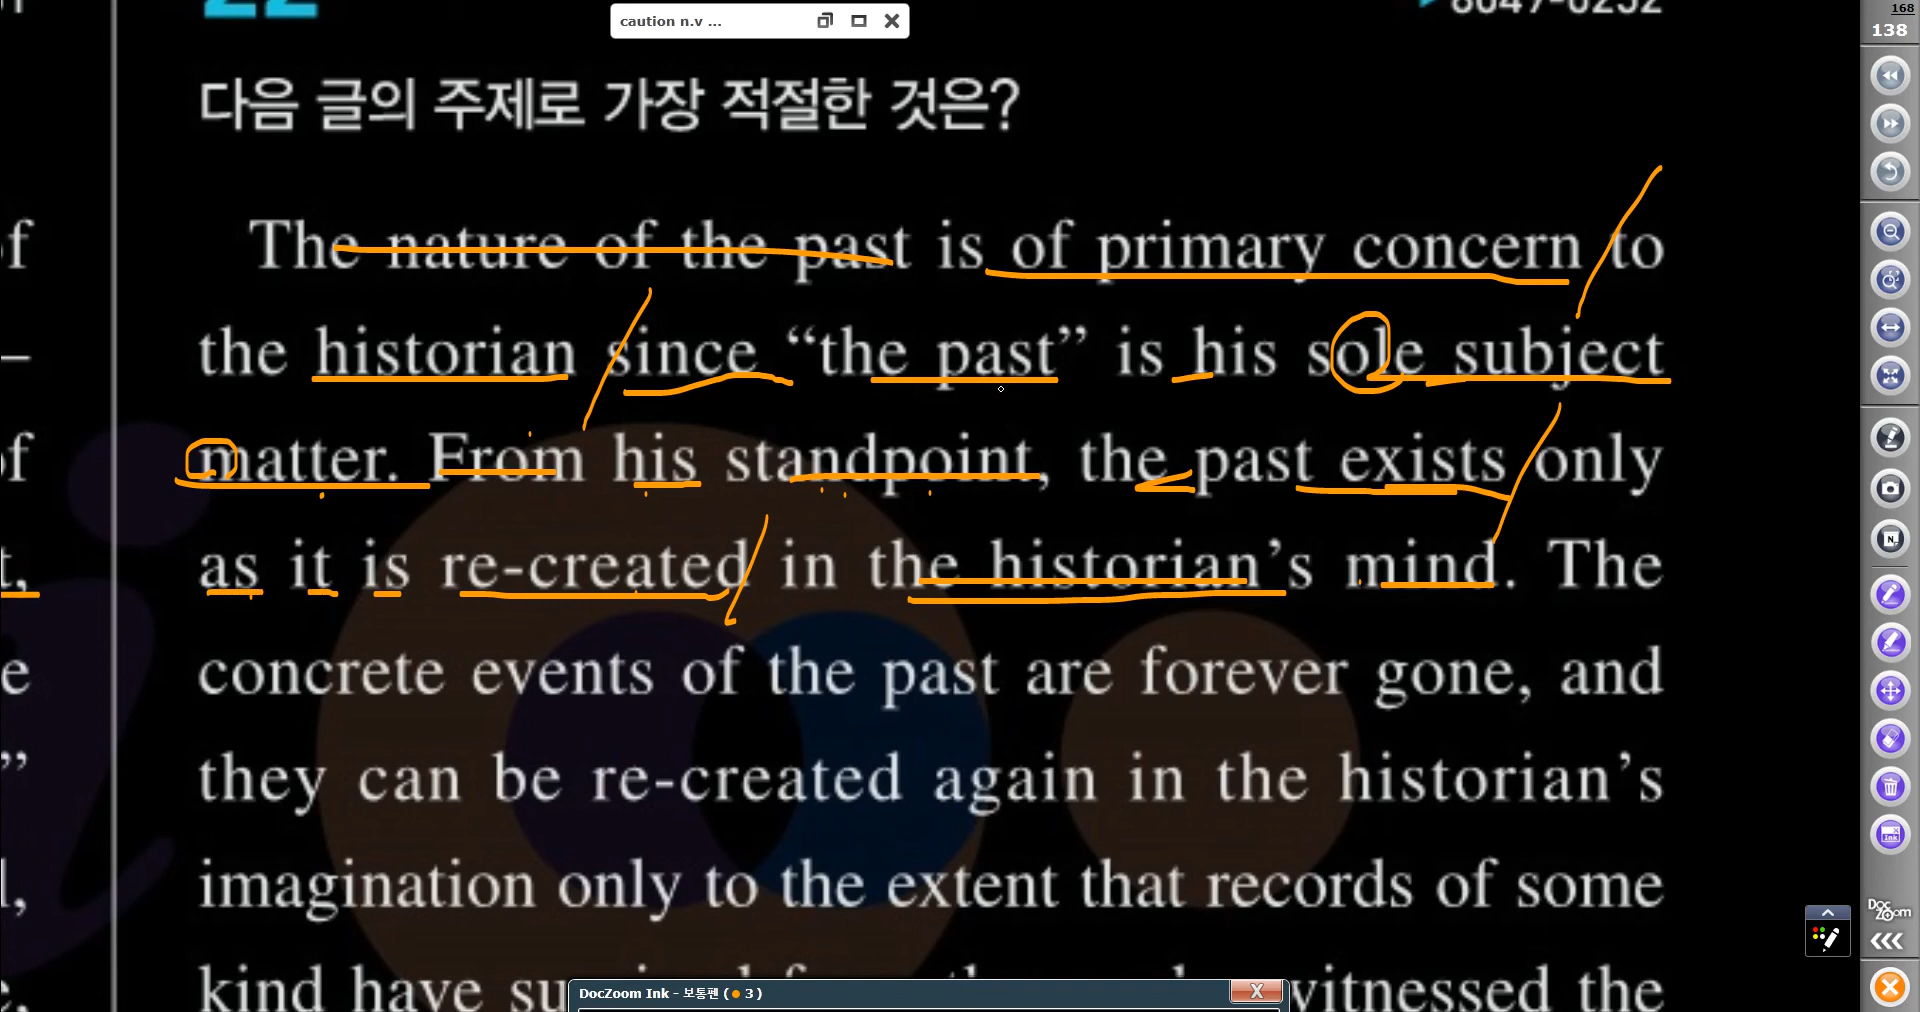 caution n.v ...
168
138
다음 글의 주제로 가장 적절한 것은?
The nature of the past is of primary concern to
the historian since “the past” is his sole subject
matter. From his standpoint, the past exists only
as it is re-created in the historian’s mind. The
concrete events of the past are forever gone, and
they can be re-created again in the historian’s
imagination only to the extent that records of some
kind have witnessed the
of
–
of
t,
e
”
l,
e,
DocZoom
DocZoom Ink - 보통펜 ( 3 )